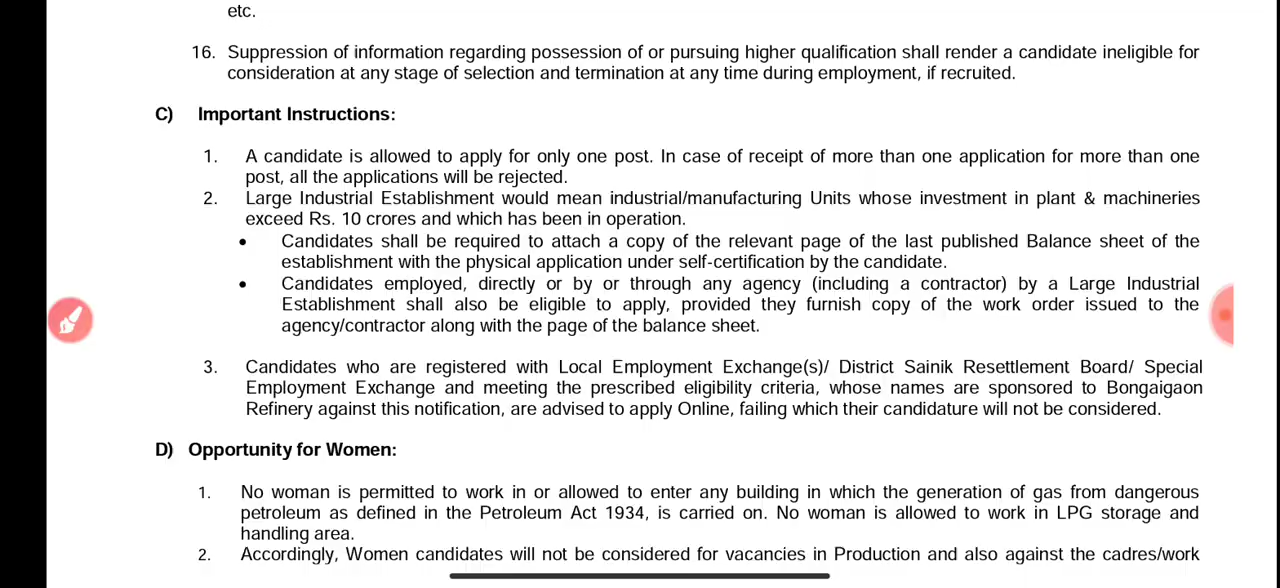 etc.
16. Suppression of information regarding possession of or pursuing higher qualification shall render a candidate ineligible for
consideration at any stage of selection and termination at any time during employment, if recruited.
C) Important Instructions:
1. A candidate is allowed to apply for only one post. In case of receipt of more than one application for more than one
post, all the applications will be rejected.
2. Large Industrial Establishment would mean industrial/manufacturing Units whose investment in plant & machineries
exceed Rs. 10 crores and which has been in operation.
• Candidates shall be required to attach a copy of the relevant page of the last published Balance sheet of the
establishment with the physical application under self-certification by the candidate.
• Candidates employed, directly or by or through any agency (including a contractor) by a Large Industrial
Establishment shall also be eligible to apply, provided they furnish copy of the work order issued to the
agency/contractor along with the page of the balance sheet.
3. Candidates who are registered with Local Employment Exchange(s)/ District Sainik Resettlement Board/ Special
Employment Exchange and meeting the prescribed eligibility criteria, whose names are sponsored to Bongaigaon
Refinery against this notification, are advised to apply Online, failing which their candidature will not be considered.
D) Opportunity for Women:
1. No woman is permitted to work in or allowed to enter any building in which the generation of gas from dangerous
petroleum as defined in the Petroleum Act 1934, is carried on. No woman is allowed to work in LPG storage and
handling area.
2. Accordingly, Women candidates will not be considered for vacancies in Production and also against the cadres/work